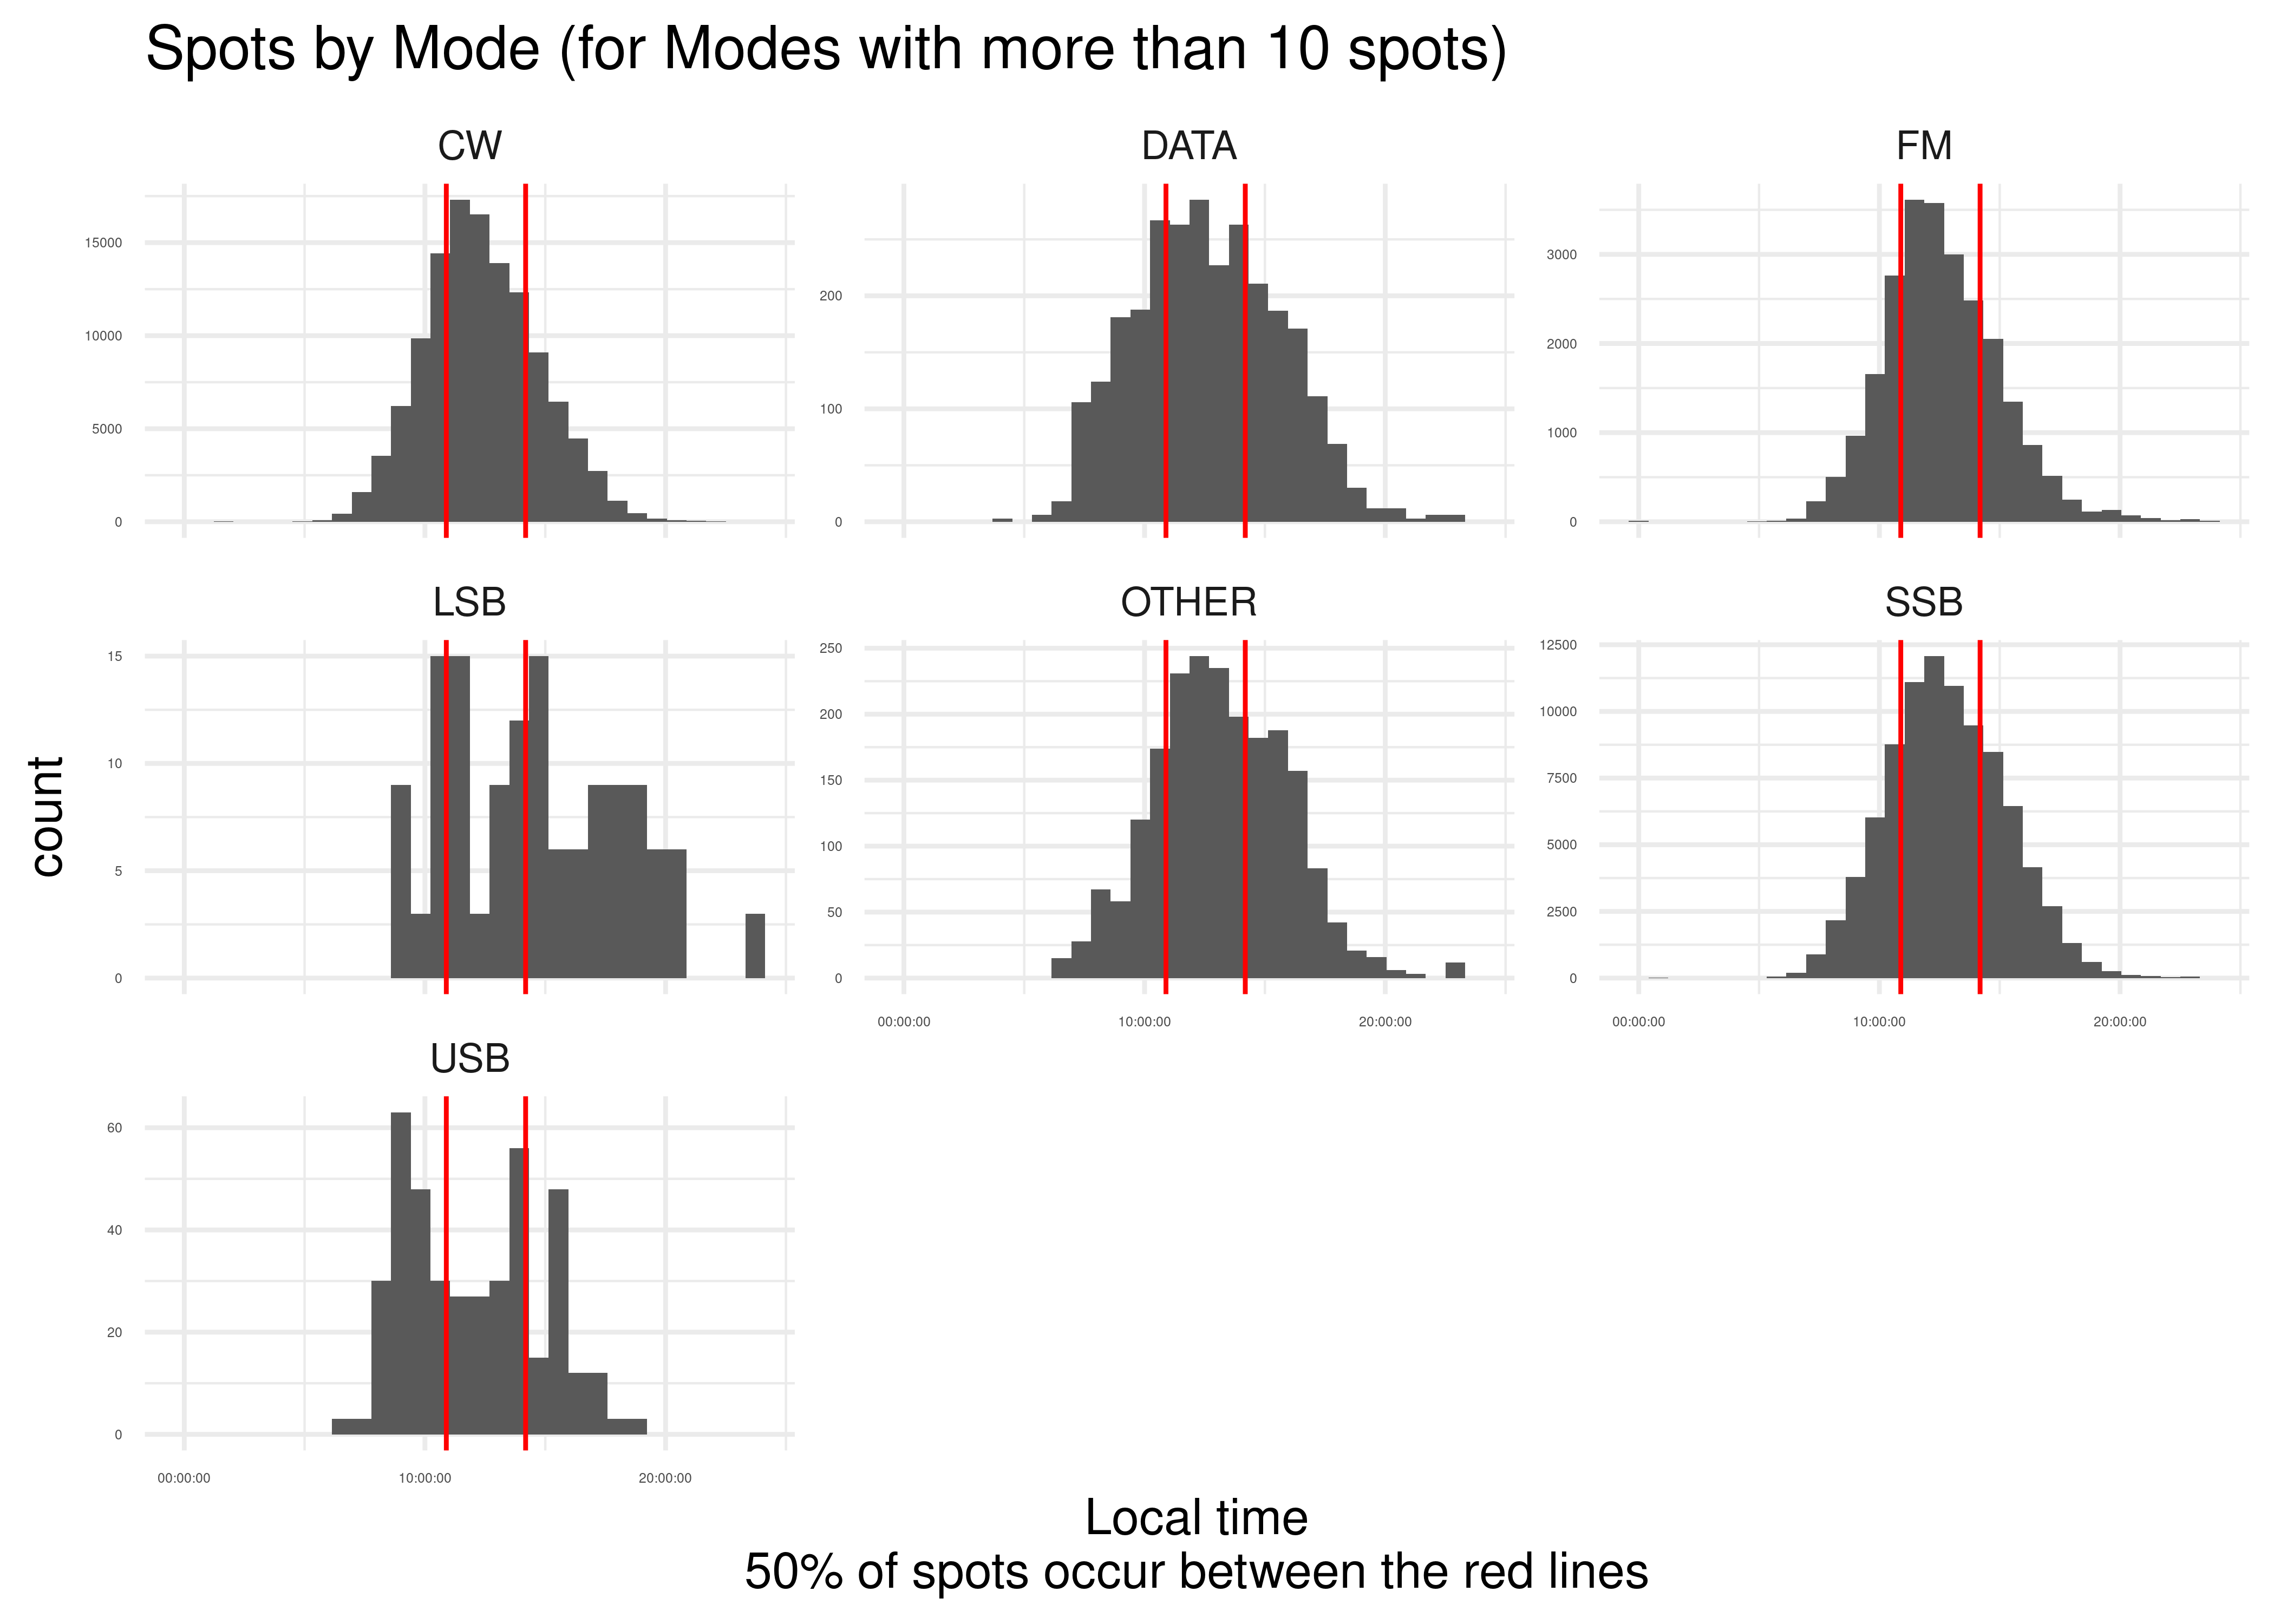 Spots by Mode (for Modes with more than 10 spots)
CW
DATA
FM
15000
10000
5000
0
200
100
0
3000
2000
1000
0
LSB
OTHER
SSB
15
10
5
0
250
200
150
100
50
0
12500
10000
7500
5000
2500
0
00:00:00 10:00:00 20:00:00
00:00:00 10:00:00 20:00:00
USB
60
40
20
0
00:00:00 10:00:00 20:00:00
count
Local time
50% of spots occur between the red lines